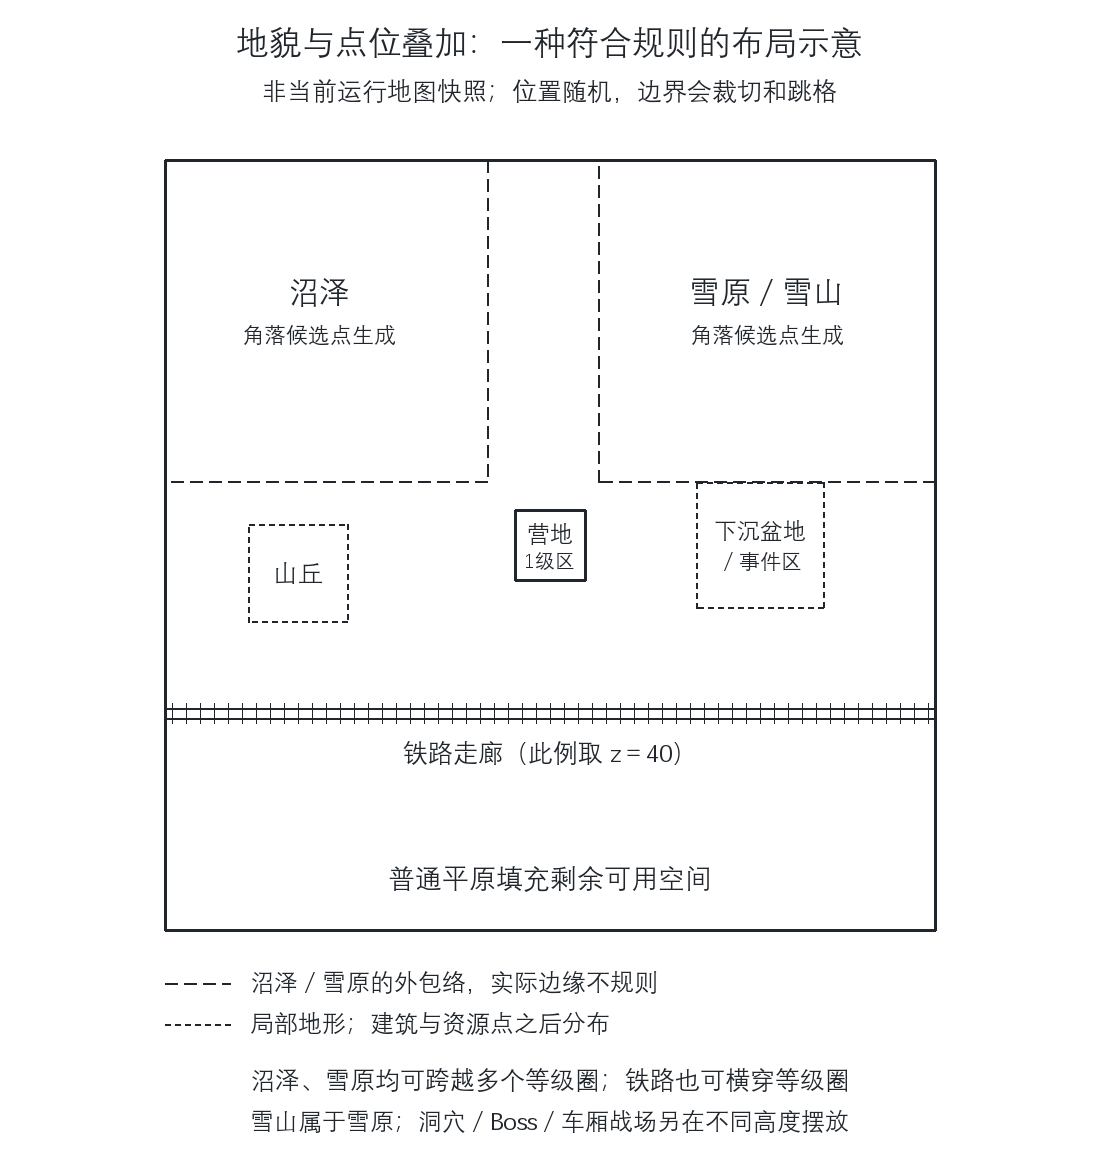 地貌与点位叠加：一种符合规则的布局示意
非当前运行地图快照；位置随机，边界会裁切和跳格
沼泽
角落候选点生成
雪原 / 雪山
角落候选点生成
营地
1级区
下沉盆地
/ 事件区
山丘
铁路走廊（此例取 z = 40）
普通平原填充剩余可用空间
沼泽 / 雪原的外包络，实际边缘不规则
局部地形；建筑与资源点之后分布
沼泽、雪原均可跨越多个等级圈；铁路也可横穿等级圈
雪山属于雪原；洞穴 / Boss / 车厢战场另在不同高度摆放